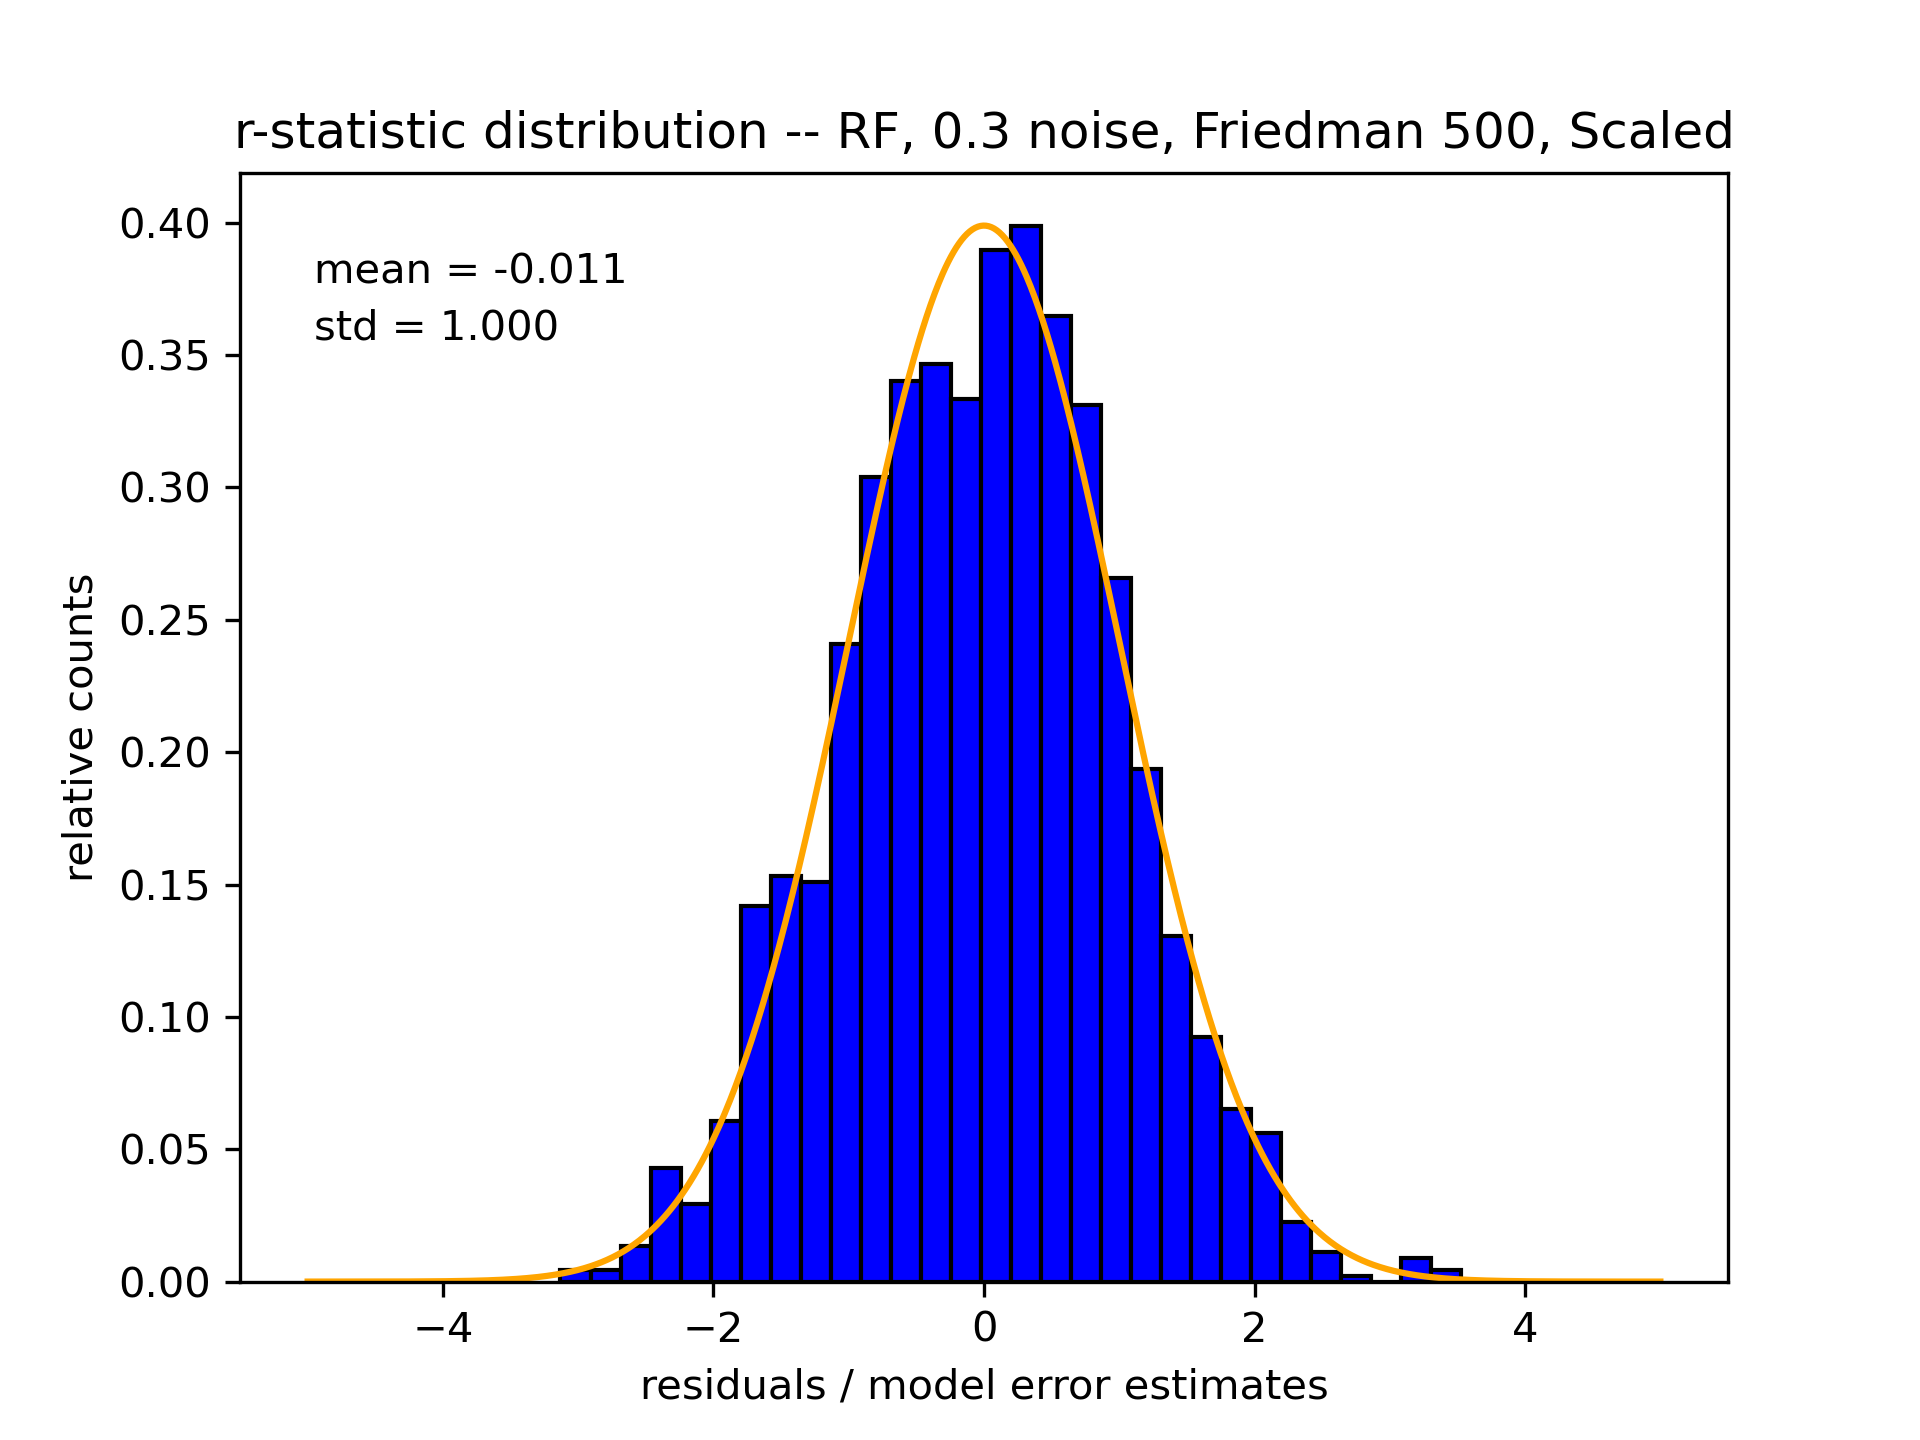 r-statistic distribution -- RF, 0.3 noise, Friedman 500, Scaled
mean = -0.011
std = 1.000
relative counts
0.40
0.35
0.30
0.25
0.20
0.15
0.10
0.05
0.00
−4 −2 0 2 4
residuals / model error estimates